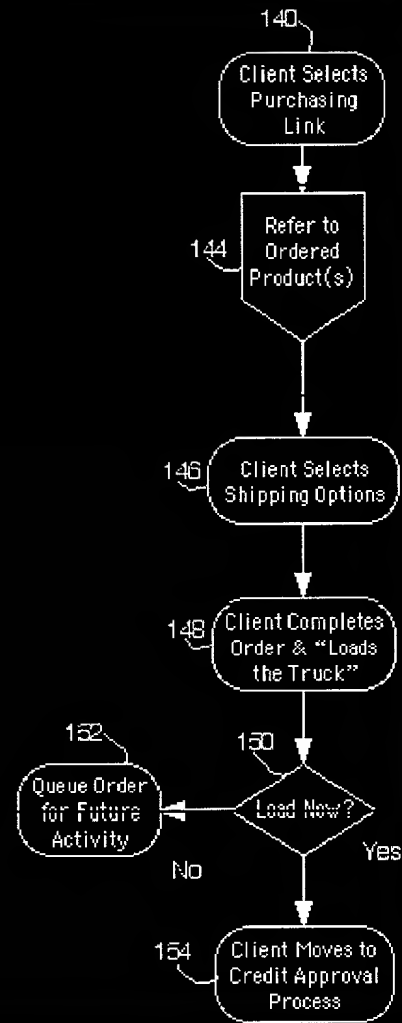 140
Client Selects
Purchasing
Link
144
Refer to
Ordered
Product(s)
146
Client Selects
Shipping Options
148
Client Completes
Order & “Loads
the Truck”
152
150
Queue Order
for Future
Activity
Load Now?
No
Yes
154
Client Moves to
Credit Approval
Process